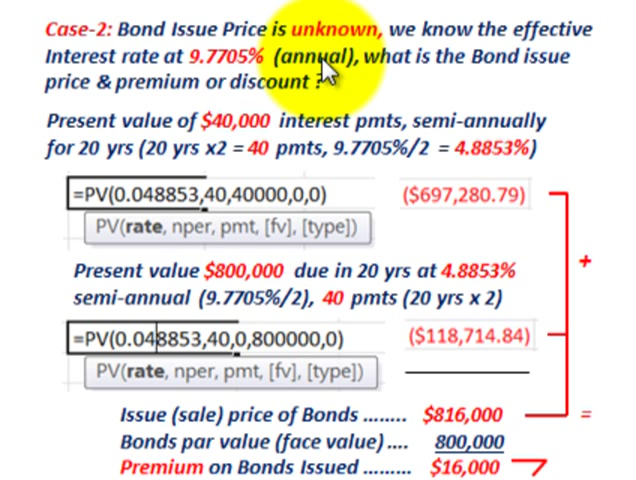 Case-2: Bond Issue Price is unknown, we know the effective
Interest rate at 9.7705% (annual), what is the Bond issue
price & premium or discount ?
Present value of $40,000 interest pmts, semi-annually
for 20 yrs (20 yrs x2 = 40 pmts, 9.7705%/2 = 4.8853%)
=PV(0.048853,40,40000,0,0) ($697,280.79)
PV(rate, nper, pmt, [fv], [type])
+
Present value $800,000 due in 20 yrs at 4.8853%
semi-annual (9.7705%/2), 40 pmts (20 yrs x 2)
=PV(0.048853,40,0,800000,0) ($118,714.84)
PV(rate, nper, pmt, [fv], [type])
Issue (sale) price of Bonds ........ $816,000 =
Bonds par value (face value) .... 800,000
Premium on Bonds Issued ......... $16,000